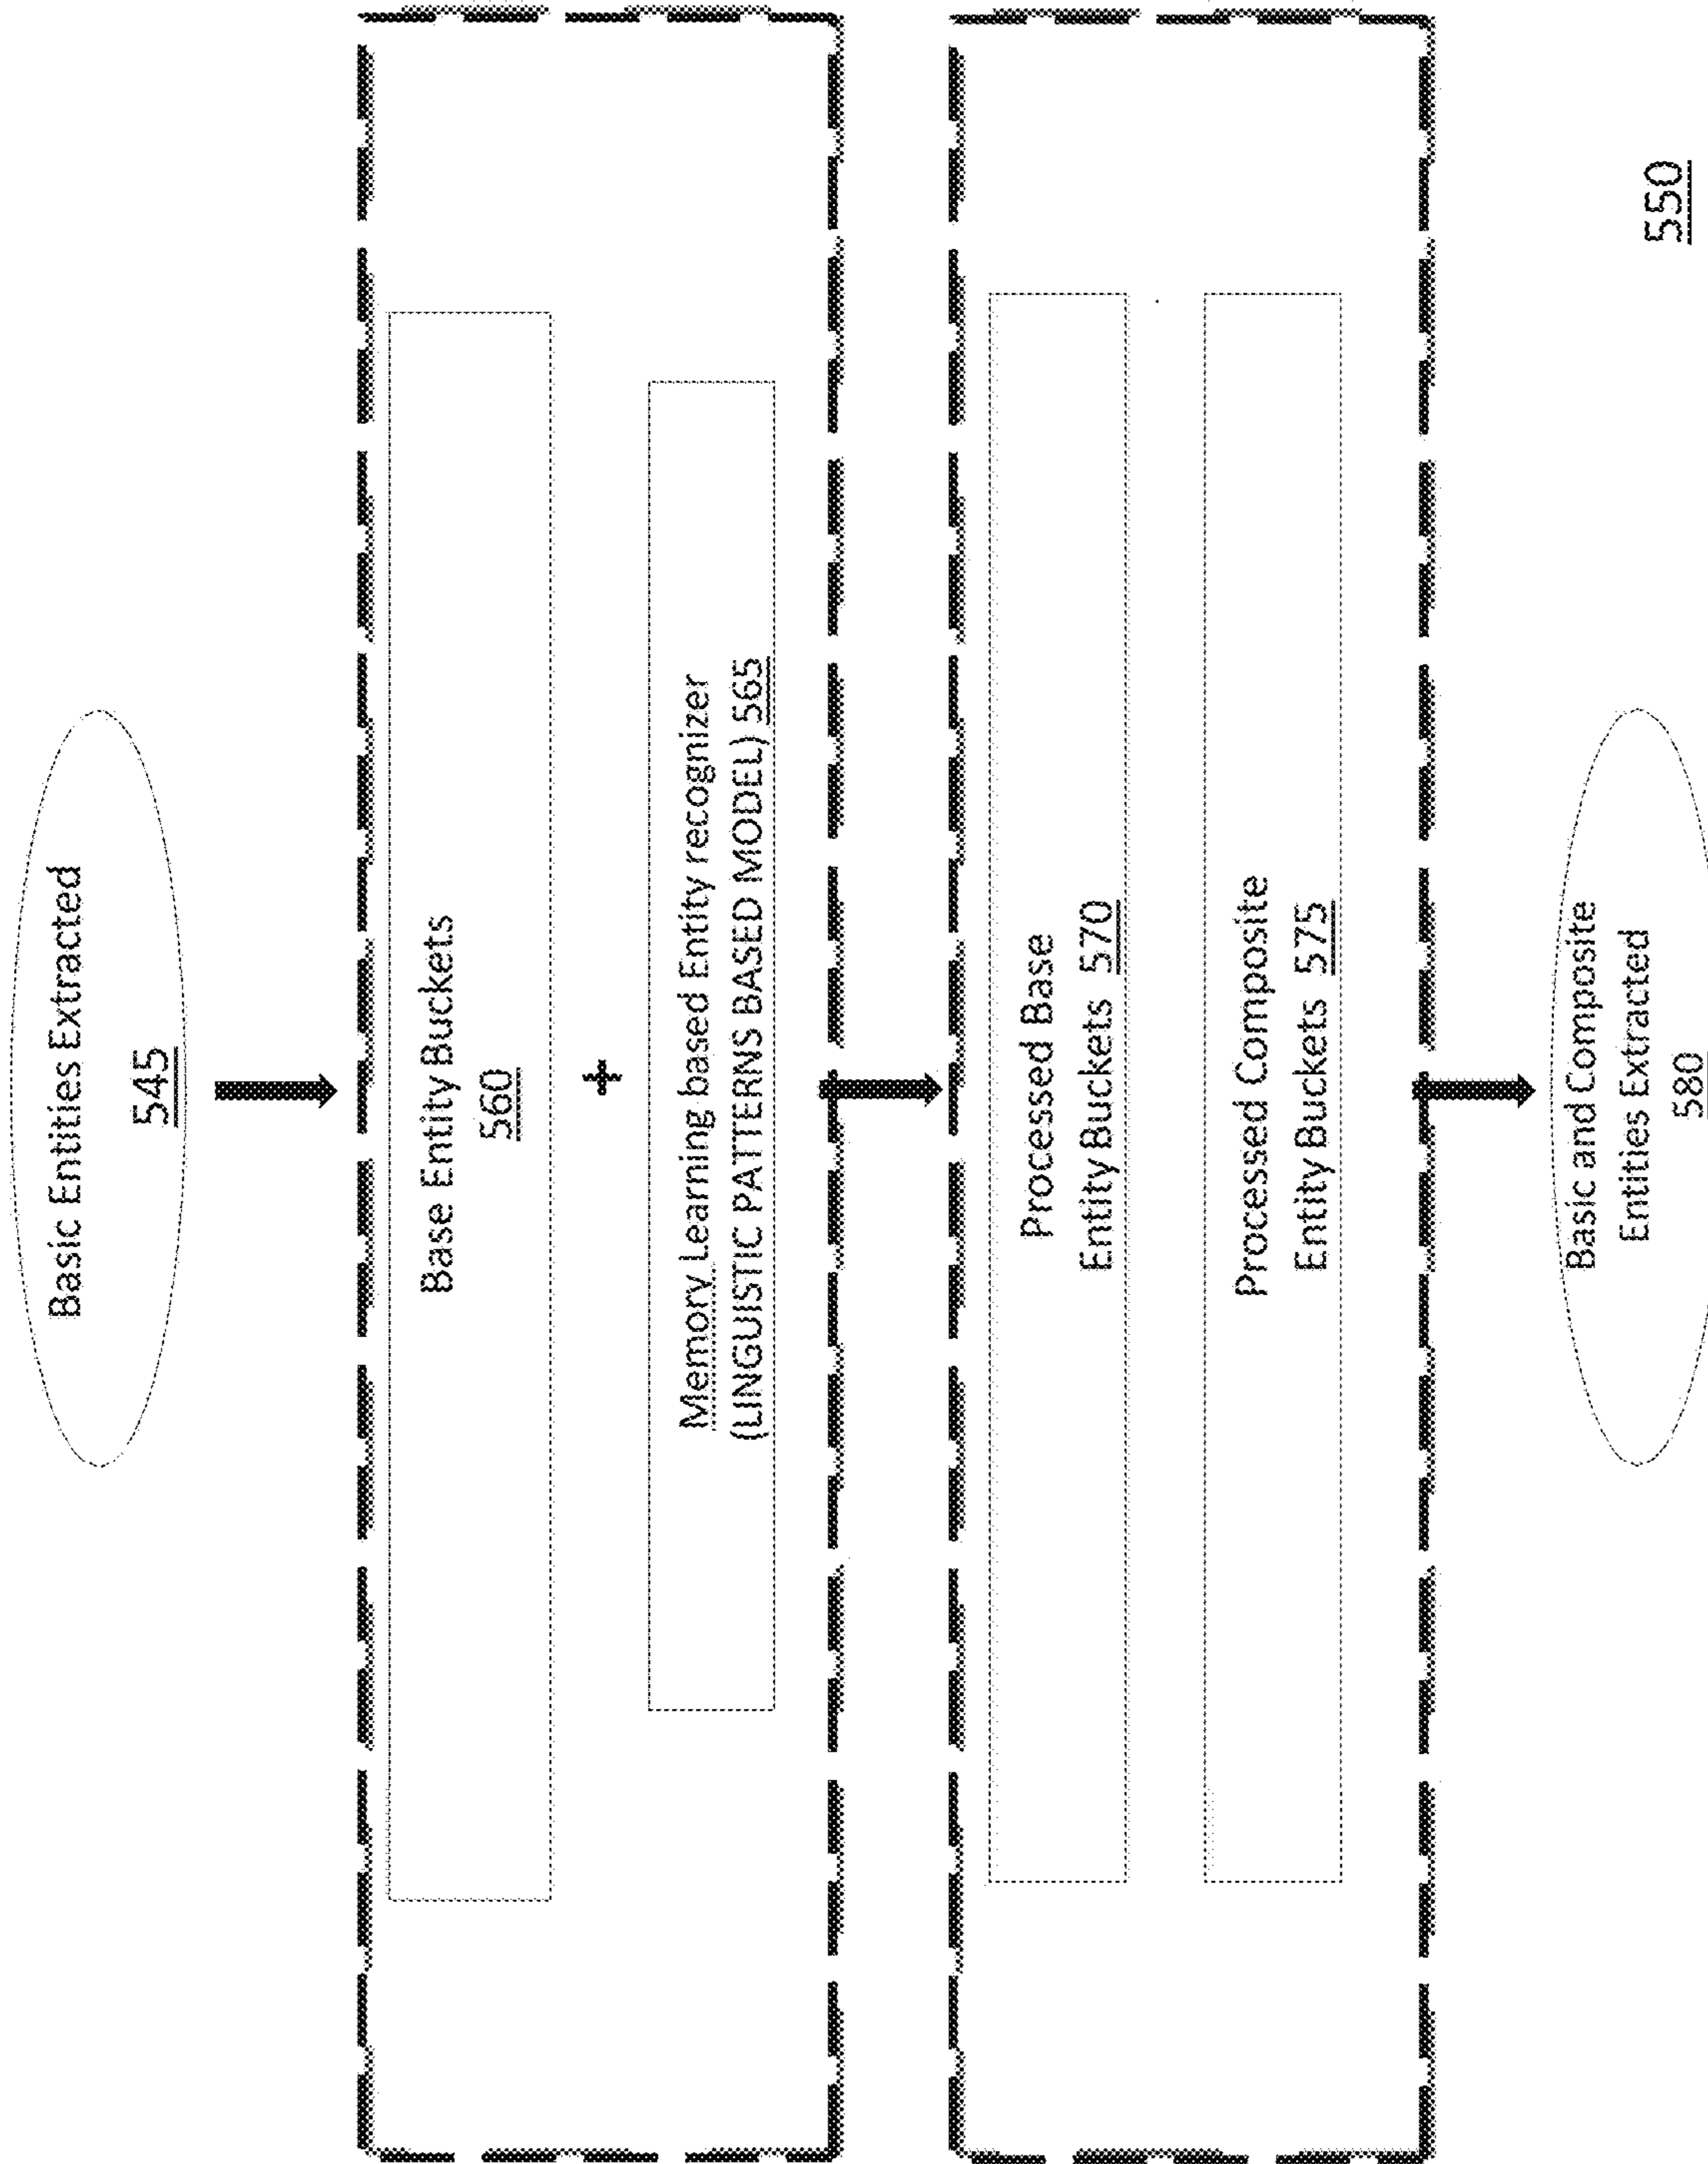 Basic Entities Extracted
545
Base Entity Buckets
560
+
Memory Learning based Entity recognizer
(LINGUISTIC PATTERNS BASED MODEL) 565
Processed Base
Entity Buckets 570
Processed Composite
Entity Buckets 575
Basic and Composite
Entities Extracted
580
550